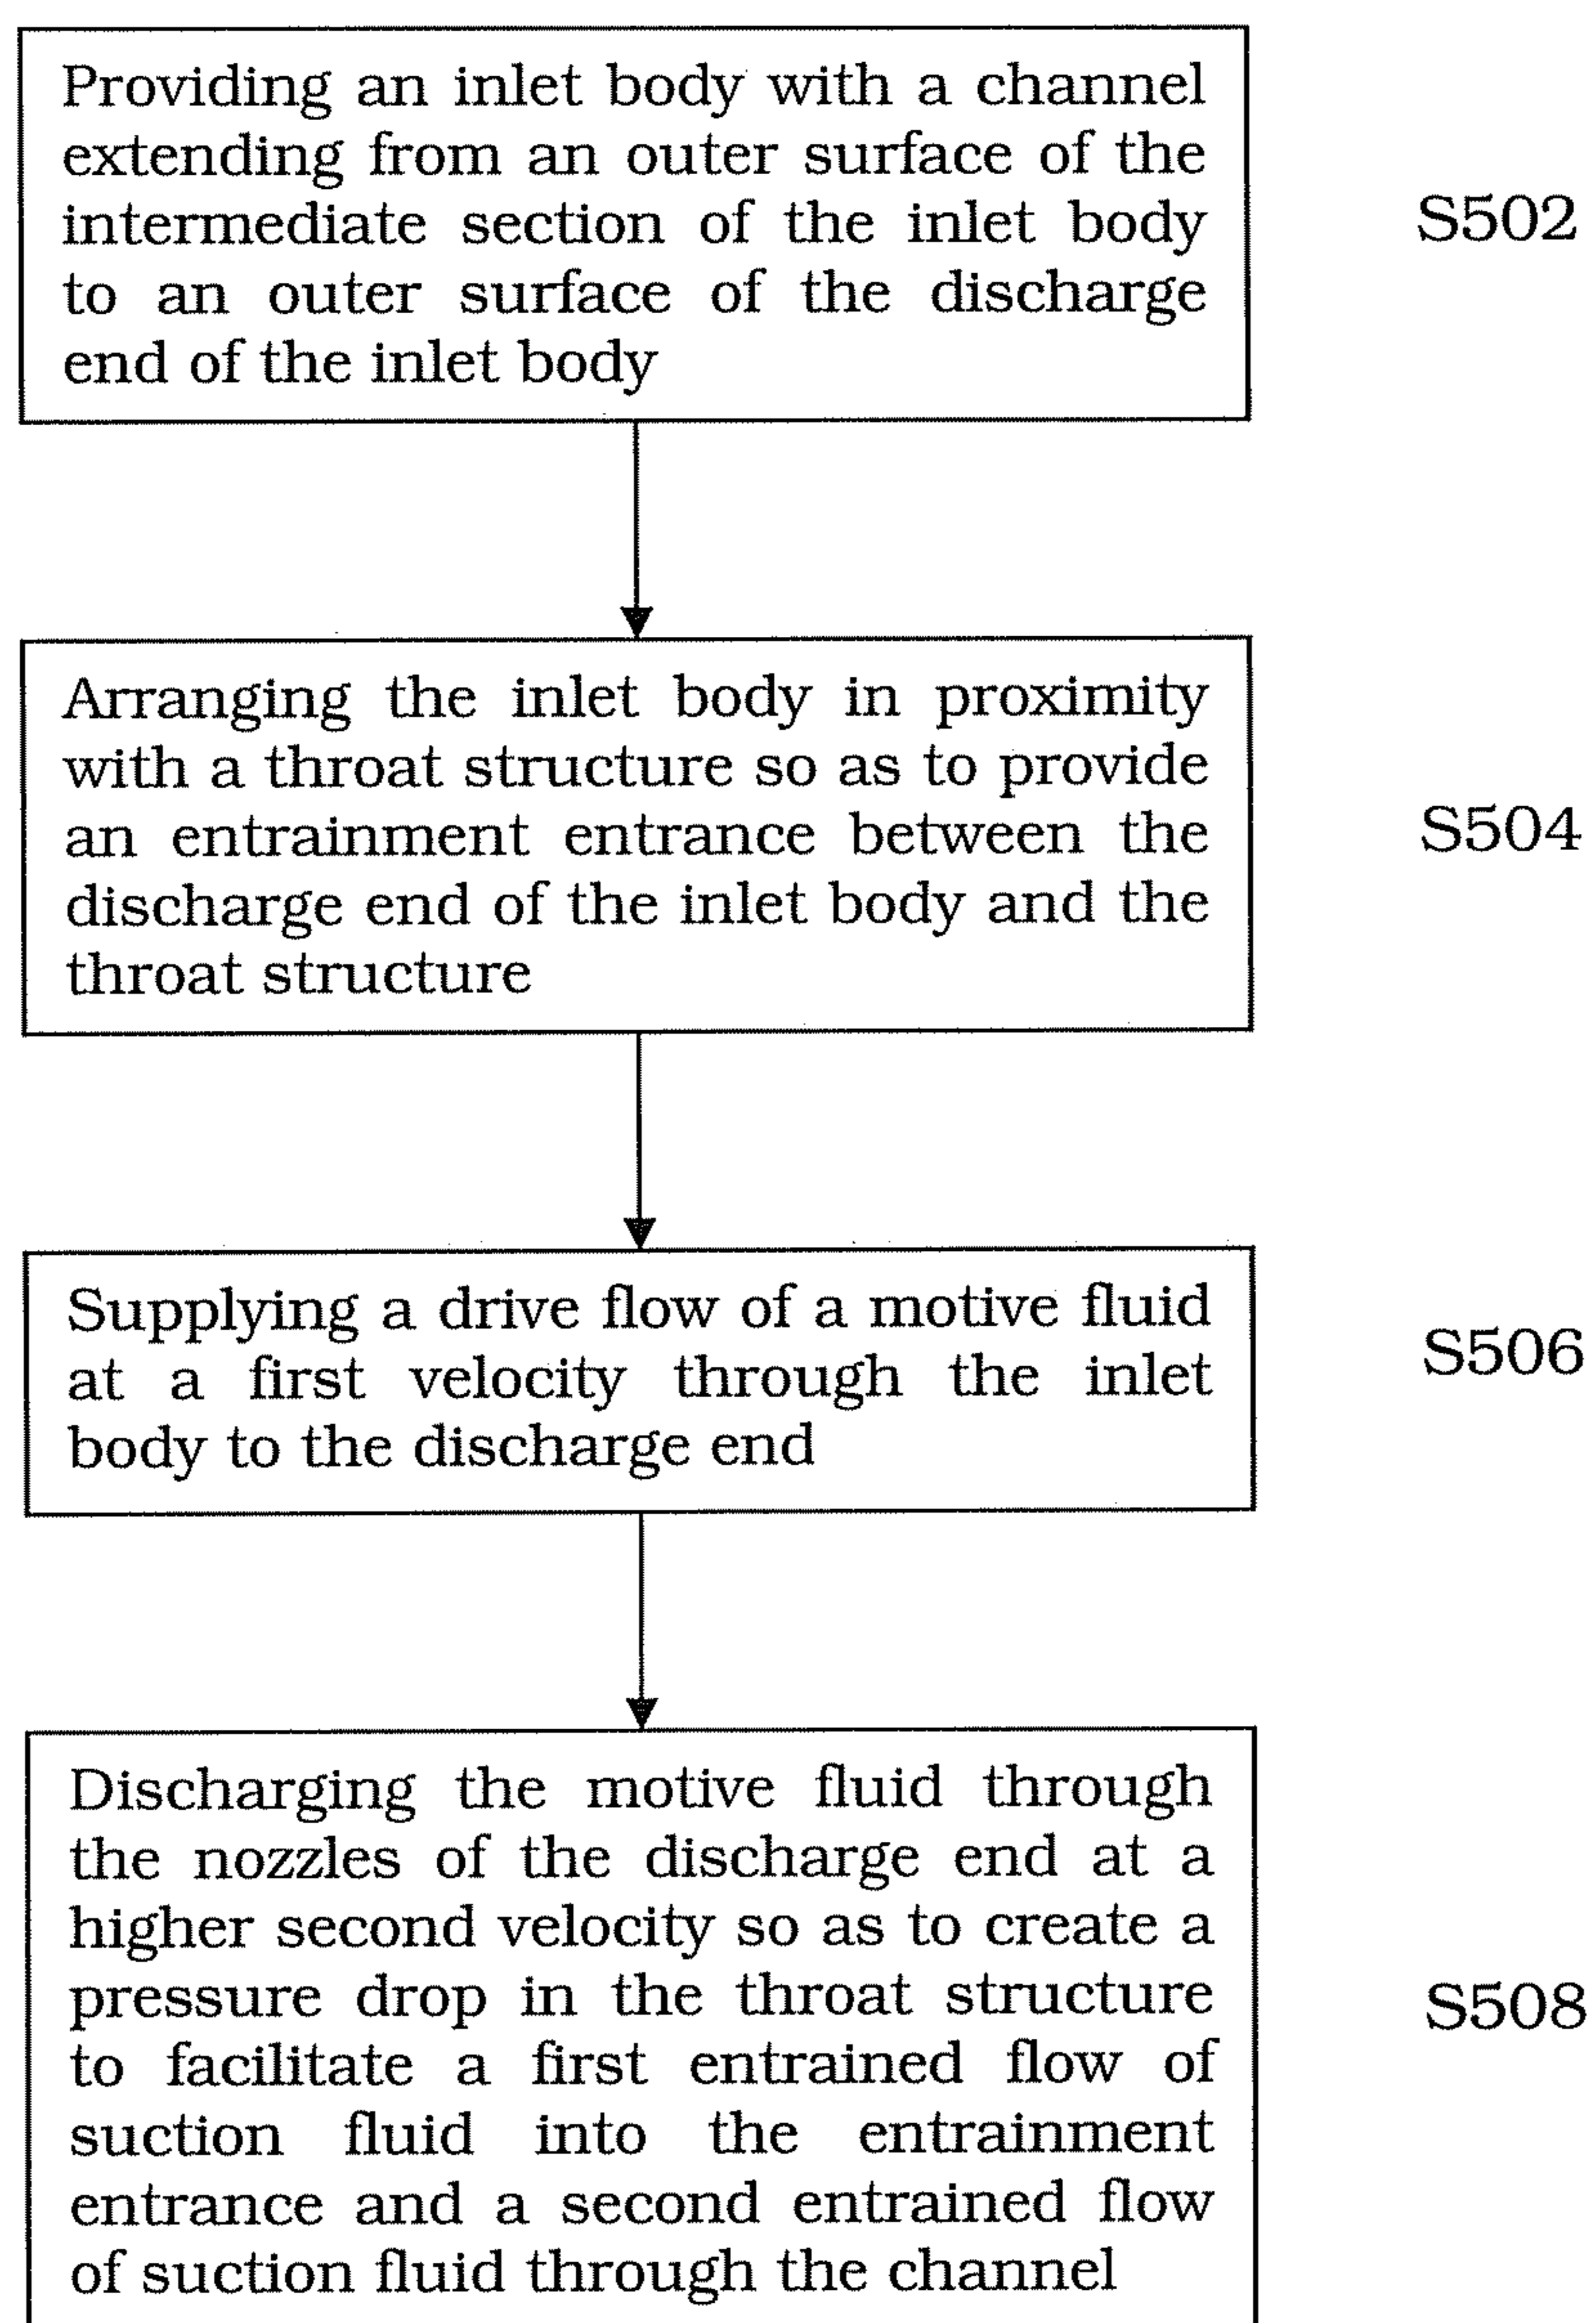 Providing an inlet body with a channel
extending from an outer surface of the
intermediate section of the inlet body
to an outer surface of the discharge
end of the inlet body
S502
Arranging the inlet body in proximity
with a throat structure so as to provide
an entrainment entrance between the
discharge end of the inlet body and the
throat structure
S504
Supplying a drive flow of a motive fluid
at a first velocity through the inlet
body to the discharge end
S506
Discharging the motive fluid through
the nozzles of the discharge end at a
higher second velocity so as to create a
pressure drop in the throat structure
to facilitate a first entrained flow of
suction fluid into the entrainment
entrance and a second entrained flow
of suction fluid through the channel
S508